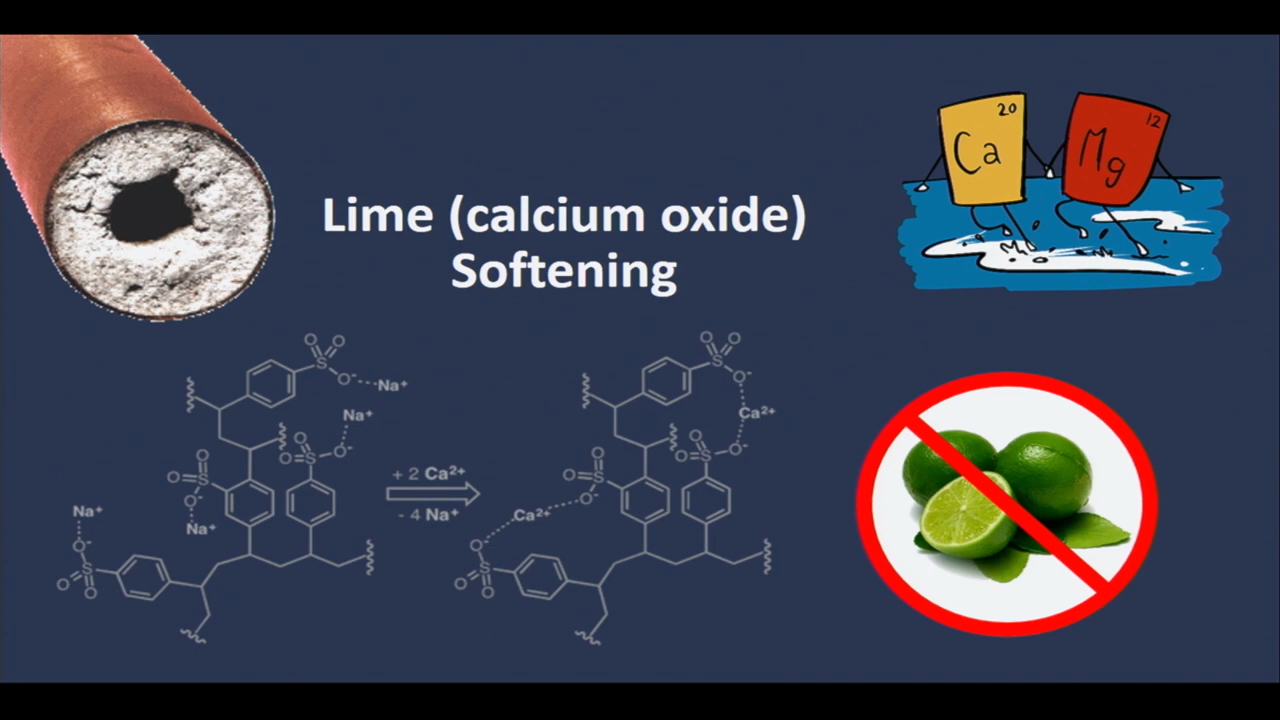 20
Ca
12
Mg
Lime (calcium oxide)
Softening
O
O
S
O⁻
Na⁺
Na⁺
O
O
S
O⁻
O
O
S
O⁻
Na⁺
Na⁺
O⁻
O
S
O
+ 2 Ca²⁺
- 4 Na⁺
O
O
S
O⁻
Ca²⁺
O
O
S
O⁻
O
O
S
O⁻
Ca²⁺
O⁻
O
S
O